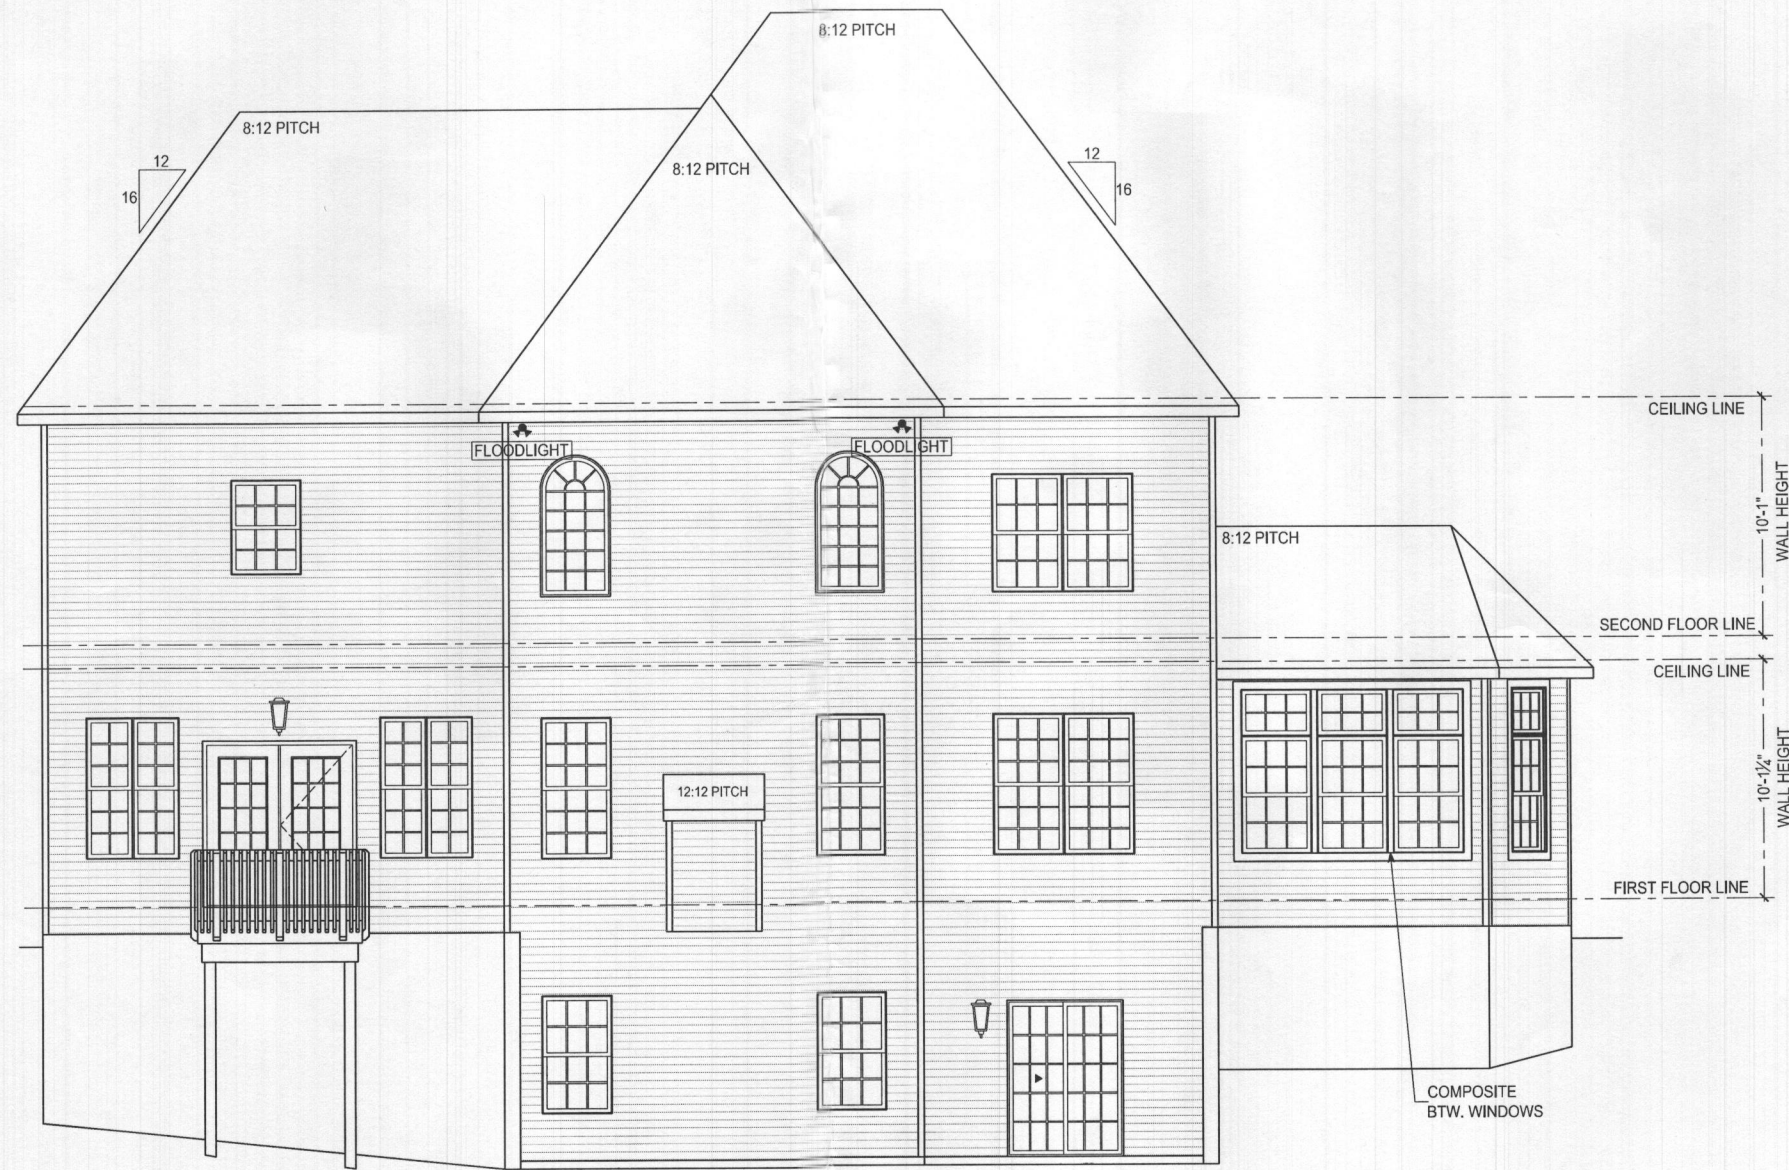 8:12 PITCH
8:12 PITCH
12
16
8:12 PITCH
12
16
CEILING LINE
FLOODLIGHT
FLOODLIGHT
10'-1"
WALL HEIGHT
8:12 PITCH
SECOND FLOOR LINE
CEILING LINE
12:12 PITCH
10'-1¼"
WALL HEIGHT
FIRST FLOOR LINE
COMPOSITE
BTW. WINDOWS